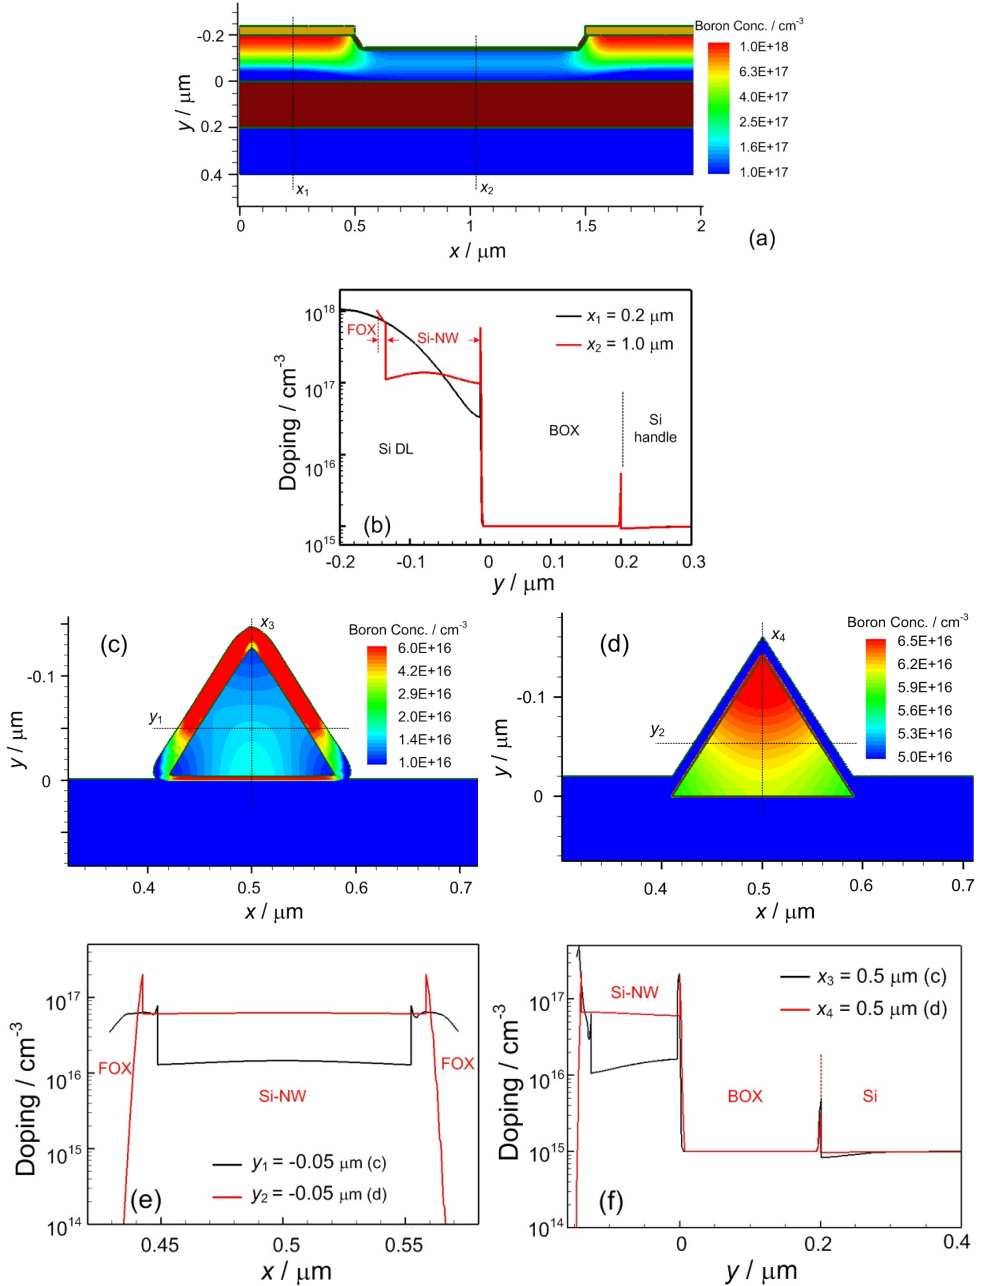 Boron Conc. / cm-3
1.0E+18
6.3E+17
4.0E+17
2.5E+17
1.6E+17
1.0E+17
-0.2
0
0.2
0.4
y / μm
x1
x2
0
0.5
1
1.5
2
x / μm
(a)
10^18
10^17
10^16
10^15
Doping / cm-3
FOX
Si-NW
x1 = 0.2 μm
x2 = 1.0 μm
Si DL
BOX
Si
handle
(b)
-0.2
-0.1
0
0.1
0.2
0.3
y / μm
(c)
x3
Boron Conc. / cm-3
6.0E+16
4.2E+16
2.9E+16
2.0E+16
1.4E+16
1.0E+16
-0.1
0
y / μm
y1
0.4
0.5
0.6
0.7
x / μm
(d)
x4
Boron Conc. / cm-3
6.5E+16
6.2E+16
5.9E+16
5.6E+16
5.3E+16
5.0E+16
-0.1
0
y / μm
y2
0.4
0.5
0.6
0.7
x / μm
10^17
10^16
10^15
10^14
Doping / cm-3
FOX
FOX
Si-NW
y1 = -0.05 μm (c)
y2 = -0.05 μm (d)
(e)
0.45
0.5
0.55
x / μm
10^17
10^16
10^15
10^14
Doping / cm-3
Si-NW
x3 = 0.5 μm (c)
x4 = 0.5 μm (d)
BOX
Si
(f)
0
0.2
0.4
y / μm